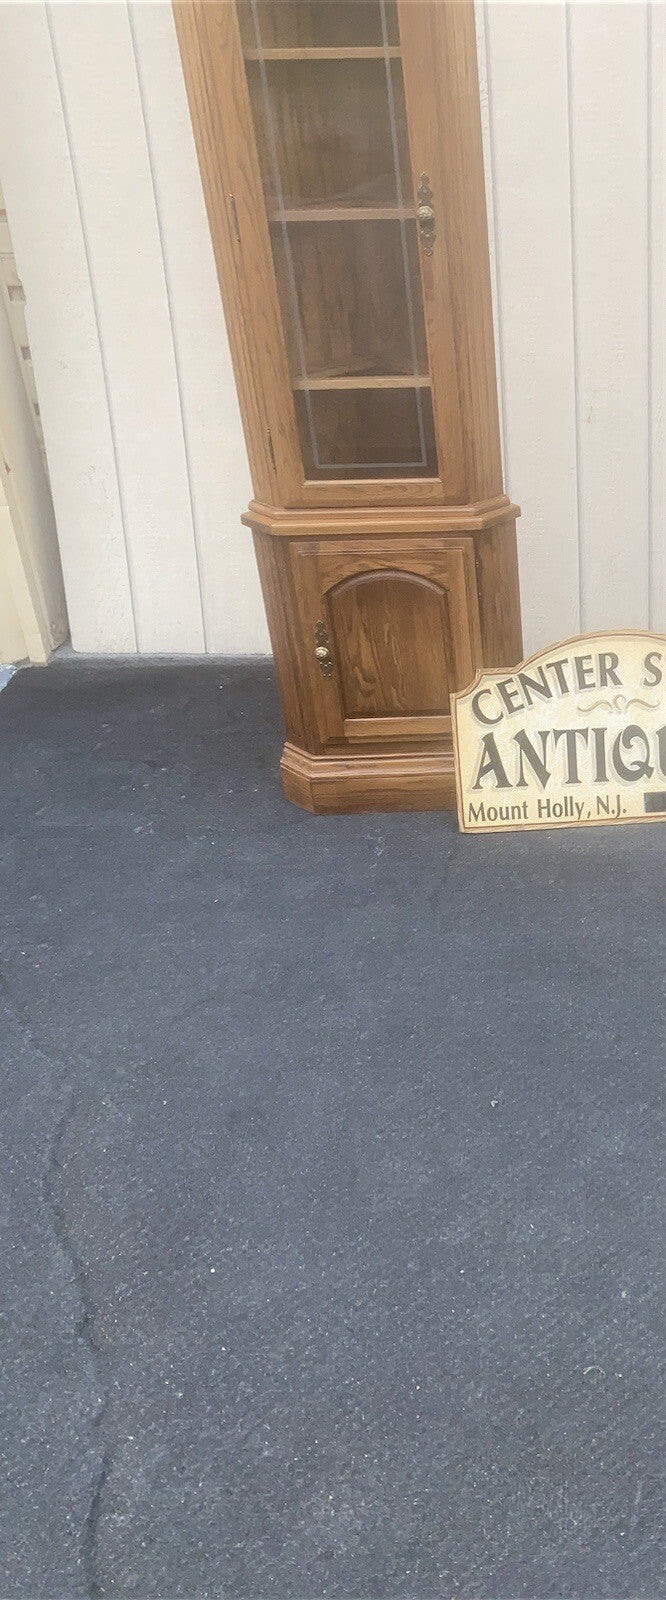 CENTER S
ANTIQU
Mount Holly, N.J.